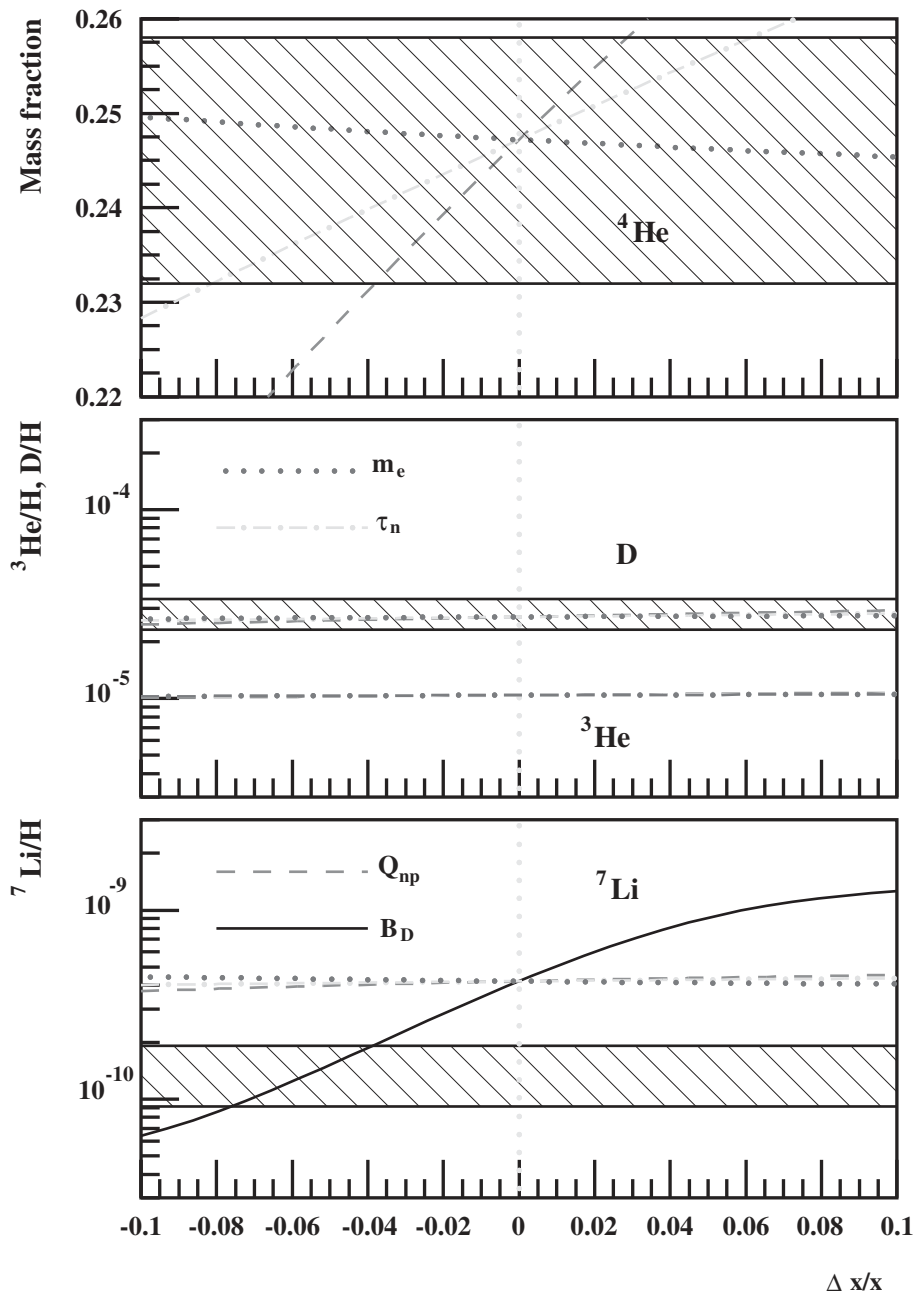 Mass fraction
0.26
0.25
0.24
0.23
0.22
⁴He
³He/H, D/H
10⁻⁴
10⁻⁵
mₑ
τₙ
D
³He
⁷Li/H
10⁻⁹
10⁻¹⁰
Qₙₚ
B_D
⁷Li
-0.1 -0.08 -0.06 -0.04 -0.02 0 0.02 0.04 0.06 0.08 0.1
Δ x/x